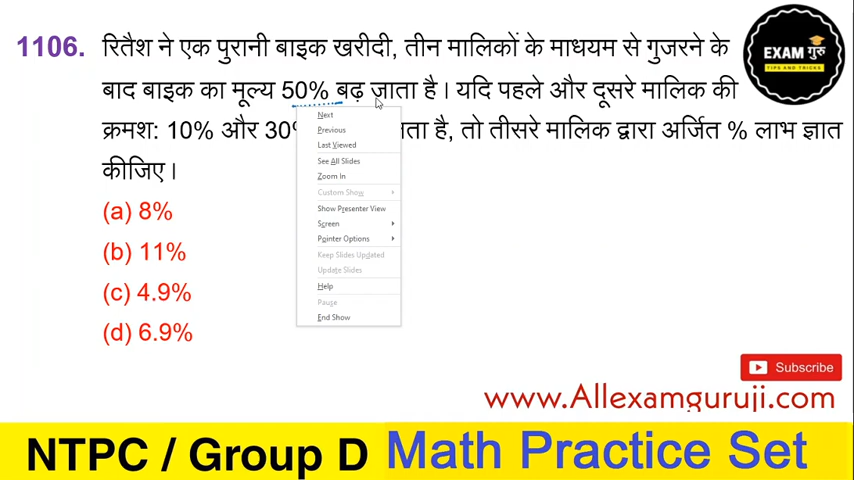 1106. रितैश ने एक पुरानी बाइक खरीदी, तीन मालिकों के माध्यम से गुजरने के
बाद बाइक का मूल्य 50% बढ़ जाता है। यदि पहले और दूसरे मालिक की
क्रमश: 10% और 30 ता है, तो तीसरे मालिक द्वारा अर्जित % लाभ ज्ञात
कीजिए।
(a) 8%
(b) 11%
(c) 4.9%
(d) 6.9%
Next
Previous
Last Viewed
See All Slides
Zoom In
Custom Show
Show Presenter View
Screen
Pointer Options
Keep Slides Updated
Update Slides
Help
Pause
End Show
EXAM गुरु
TIPS AND TRICKS
Subscribe
www.Allexamguruji.com
NTPC / Group D Math Practice Set